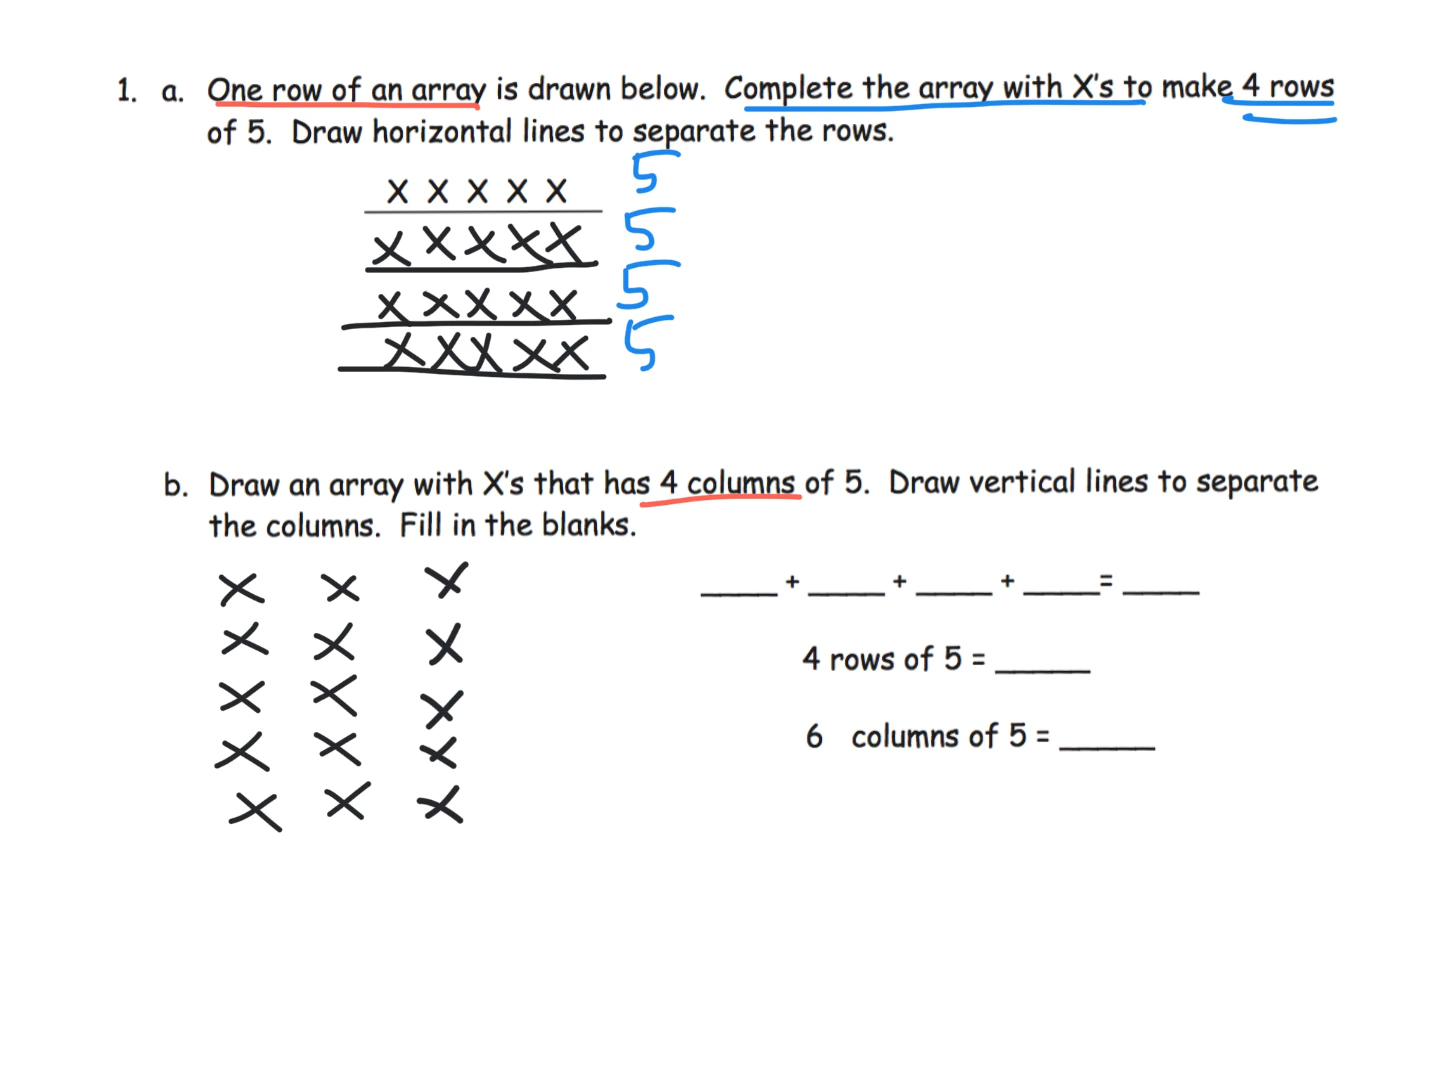 1. a. One row of an array is drawn below. Complete the array with X's to make 4 rows
of 5. Draw horizontal lines to separate the rows.
X X X X X 5
X X X X X 5
X X X X X 5
X X X X X 5
b. Draw an array with X's that has 4 columns of 5. Draw vertical lines to separate
the columns. Fill in the blanks.
X X X
X X X
X X X
X X X
X X X
____ + ____ + ____ + ____ = ____
4 rows of 5 = _____
6 columns of 5 = _____